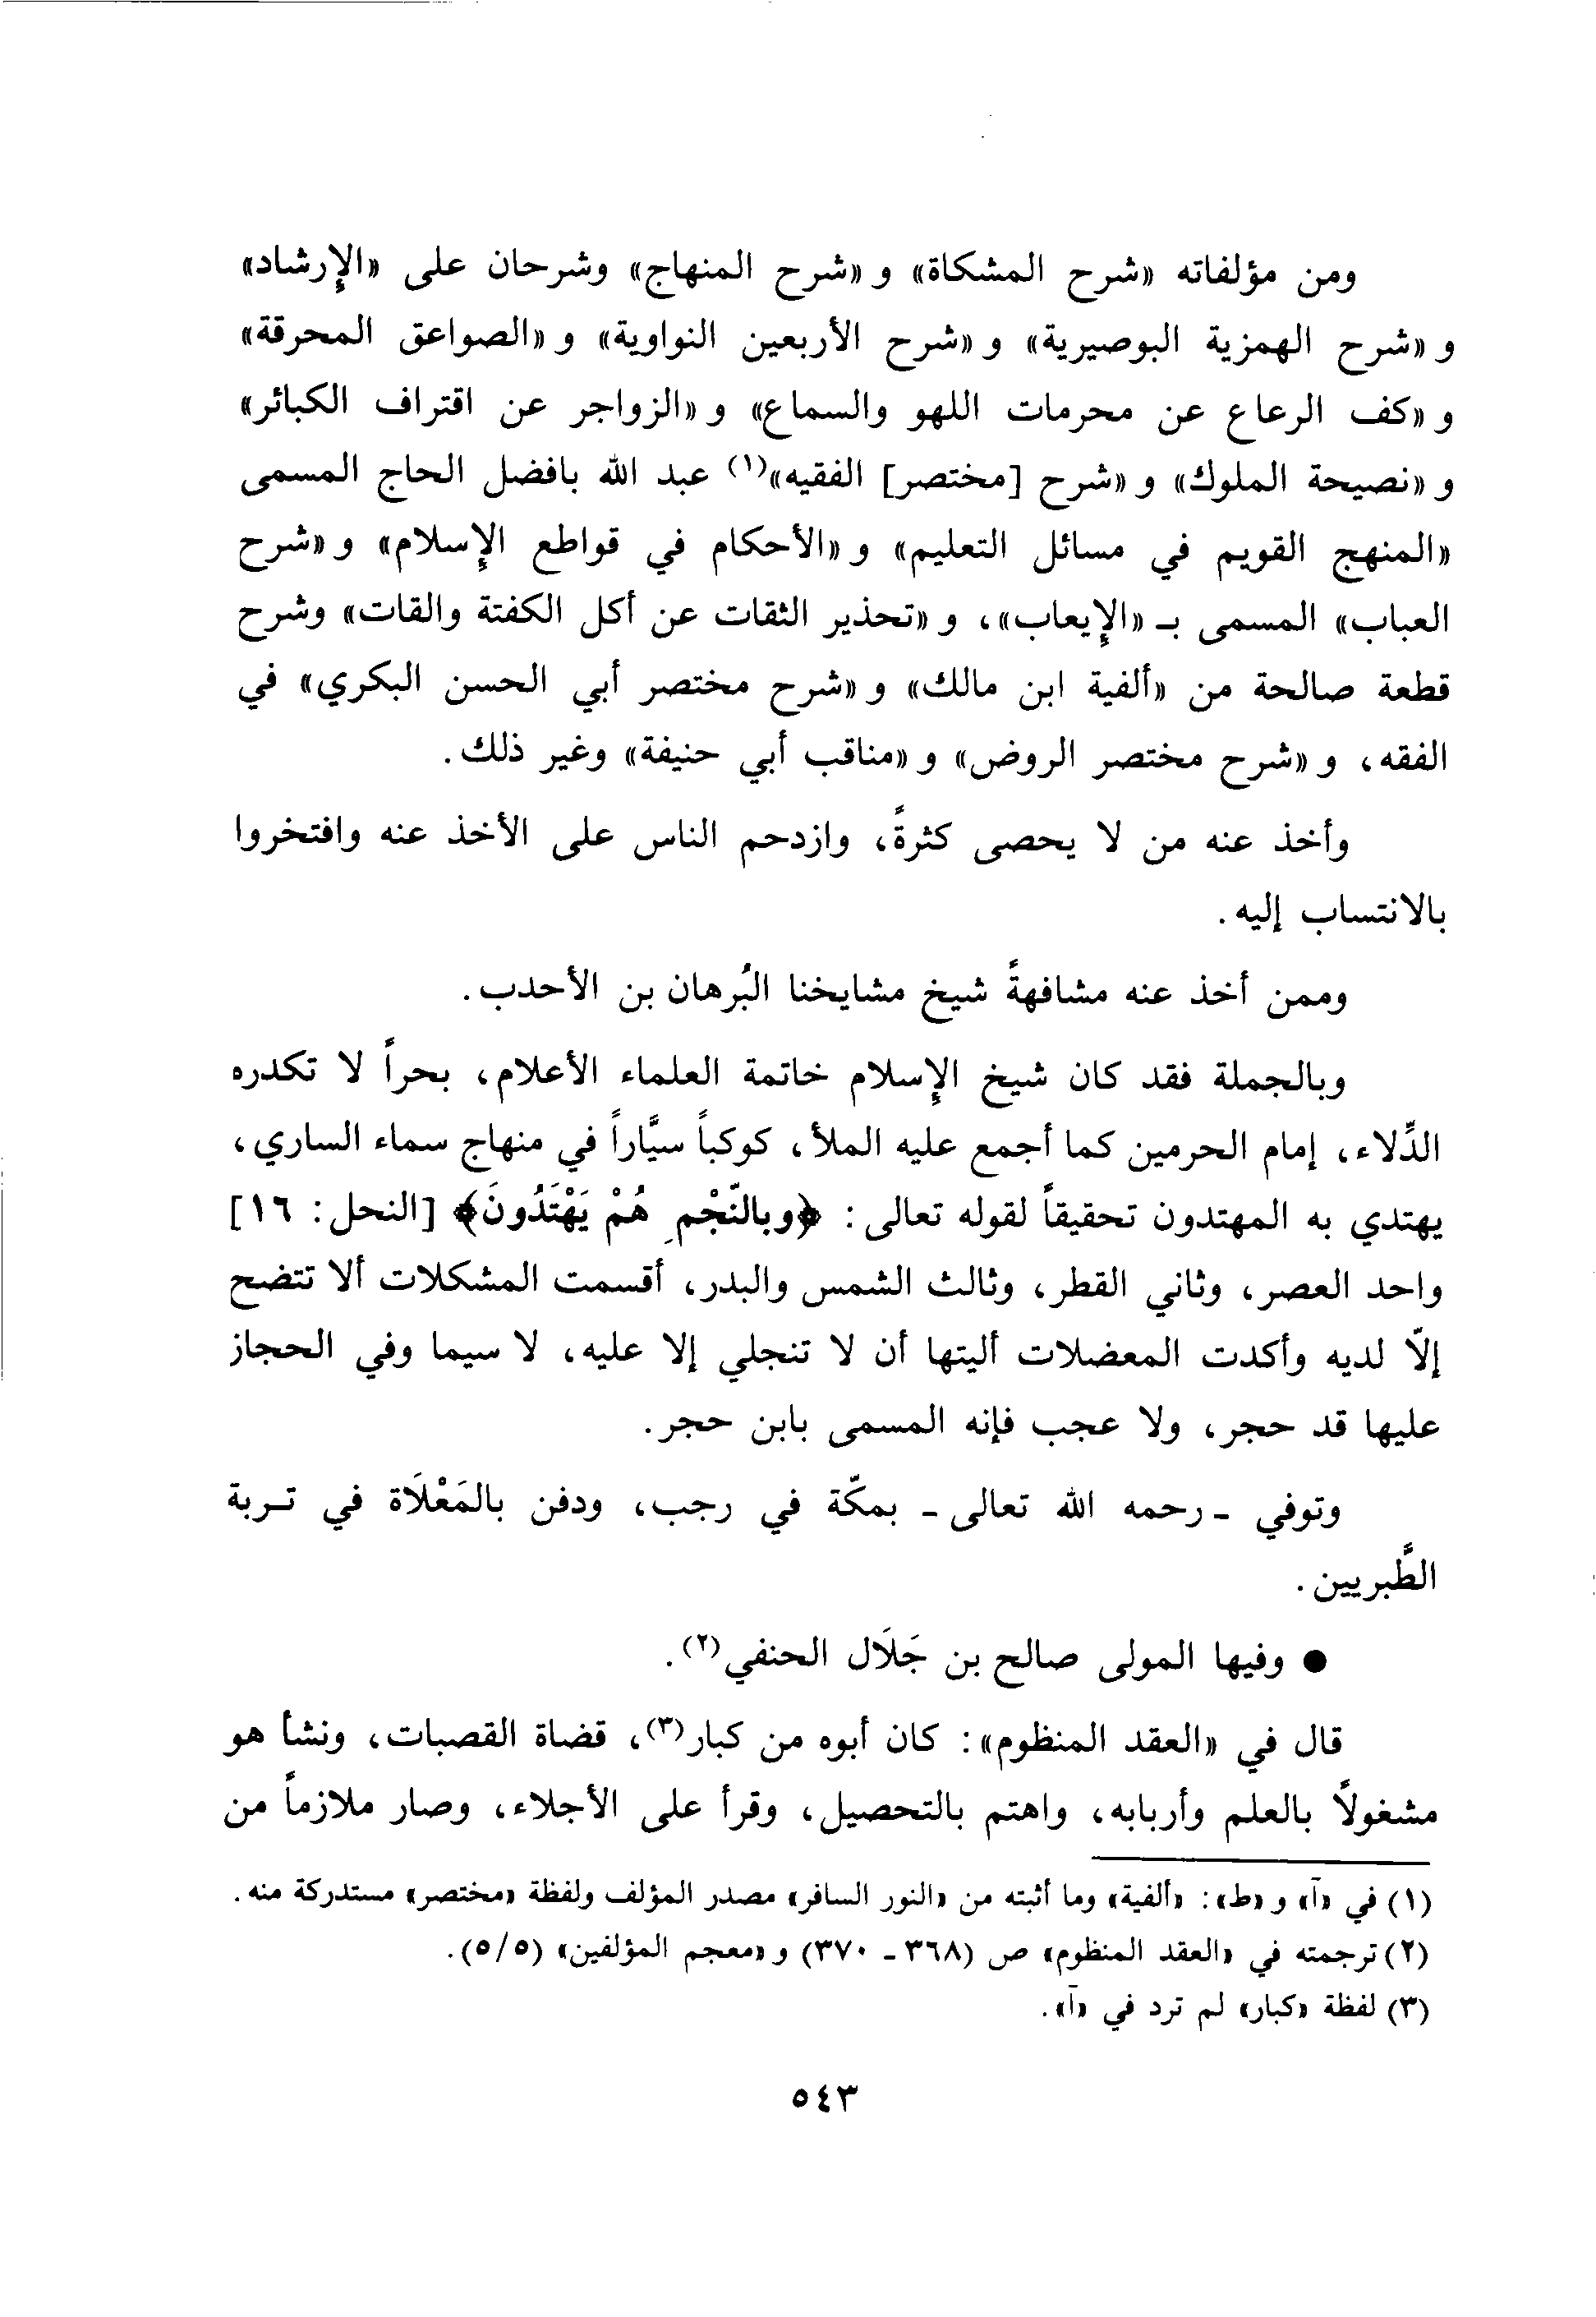 ومن مؤلفاته «شرح المشكاة» و «شرح المنهاج» وشرحان على «الإِرشاد»
و «شرح الهمزية البوصيرية» و «شرح الأربعين النواوية» و «الصواعق المحرقة»
و «كف الرعاع عن محرمات اللهو والسماع» و «الزواجر عن اقتراف الكبائر»
و «نصيحة الملوك» و «شرح [مختصر] الفقيه»(١) عبد الله بافضل الحاج المسمى
«المنهج القويم في مسائل التعليم» و «الأحكام في قواطع الإِسلام» و «شرح
العباب» المسمى بـ «الإِيعاب»، و «تحذير الثقات عن أكل الكفتة والقات» وشرح
قطعة صالحة من «ألفية ابن مالك» و «شرح مختصر أبي الحسن البكري» في
الفقه، و «شرح مختصر الروض» و «مناقب أبي حنيفة» وغير ذلك.
وأخذ عنه من لا يحصى كثرةً، وازدحم الناس على الأخذ عنه وافتخروا
بالانتساب إليه.
وممن أخذ عنه مشافهةً شيخ مشايخنا البُرهان بن الأحدب.
وبالجملة فقد كان شيخ الإِسلام خاتمة العلماء الأعلام، بحراً لا تكدره
الدِّلاء، إمام الحرمين كما أجمع عليه الملأ، كوكباً سيَّاراً في منهاج سماء الساري،
يهتدي به المهتدون تحقيقاً لقوله تعالى: ﴿وبالنَّجْمِ هُمْ يَهْتَدُونَ﴾ [النحل: ١٦]
واحد العصر، وثاني القطر، وثالث الشمس والبدر، أقسمت المشكلات ألا تتضح
إلاّ لديه وأكدت المعضلات أليتها أن لا تنجلي إلا عليه، لا سيما وفي الحجاز
عليها قد حجر، ولا عجب فإنه المسمى بابن حجر.
وتوفي - رحمه الله تعالى - بمكّة في رجب، ودفن بالمَعْلَاة في تـربة
الطَّبريين.
● وفيها المولى صالح بن جَلَال الحنفي(٢).
قال في «العقد المنظوم»: كان أبوه من كبار(٣)، قضاة القصبات، ونشأ هو
مشغولاً بالعلم وأربابه، واهتم بالتحصيل، وقرأ على الأجلاء، وصار ملازماً من
(١) في «آ» و «ط»: «ألفية» وما أثبته من «النور السافر» مصدر المؤلف ولفظة «مختصر» مستدركة منه.
(٢) ترجمته في «العقد المنظوم» ص (٣٦٨ - ٣٧٠) و «معجم المؤلفين» (٥/٥).
(٣) لفظة «كبار» لم ترد في «آ».
٥٤٣